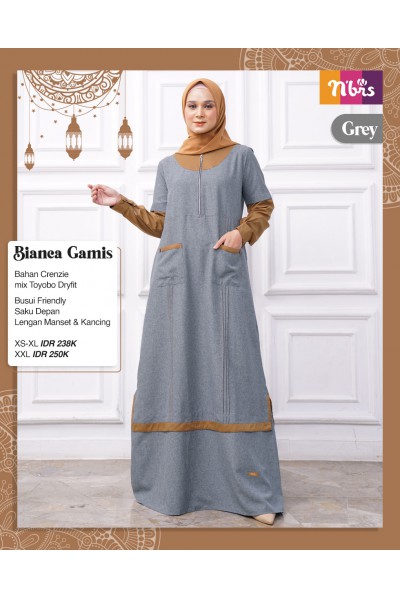 N'brs
Grey
Bianca Gamis
Bahan Crenzie
mix Toyobo Dryfit
Busui Friendly
Saku Depan
Lengan Manset & Kancing
XS-XL IDR 238K
XXL IDR 250K